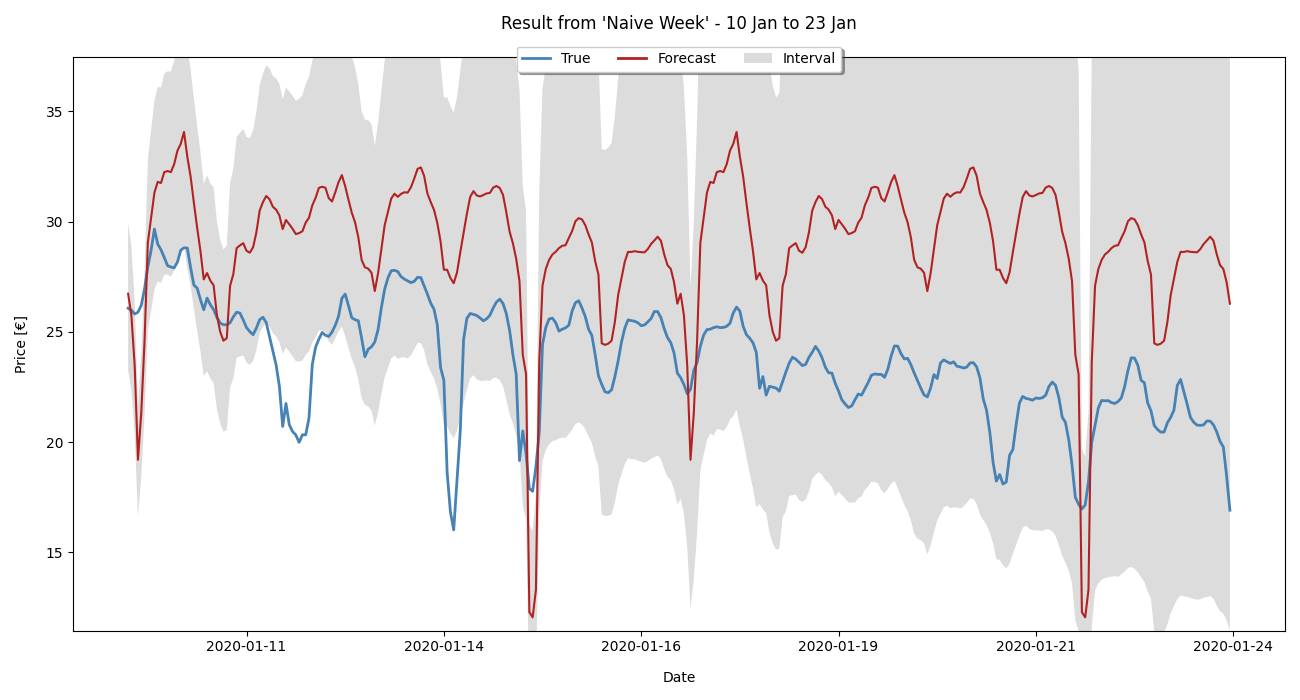 Result from 'Naive Week' - 10 Jan to 23 Jan
True Forecast Interval
Price [€]
35
30
25
20
15
2020-01-11 2020-01-14 2020-01-16 2020-01-19 2020-01-21 2020-01-24
Date